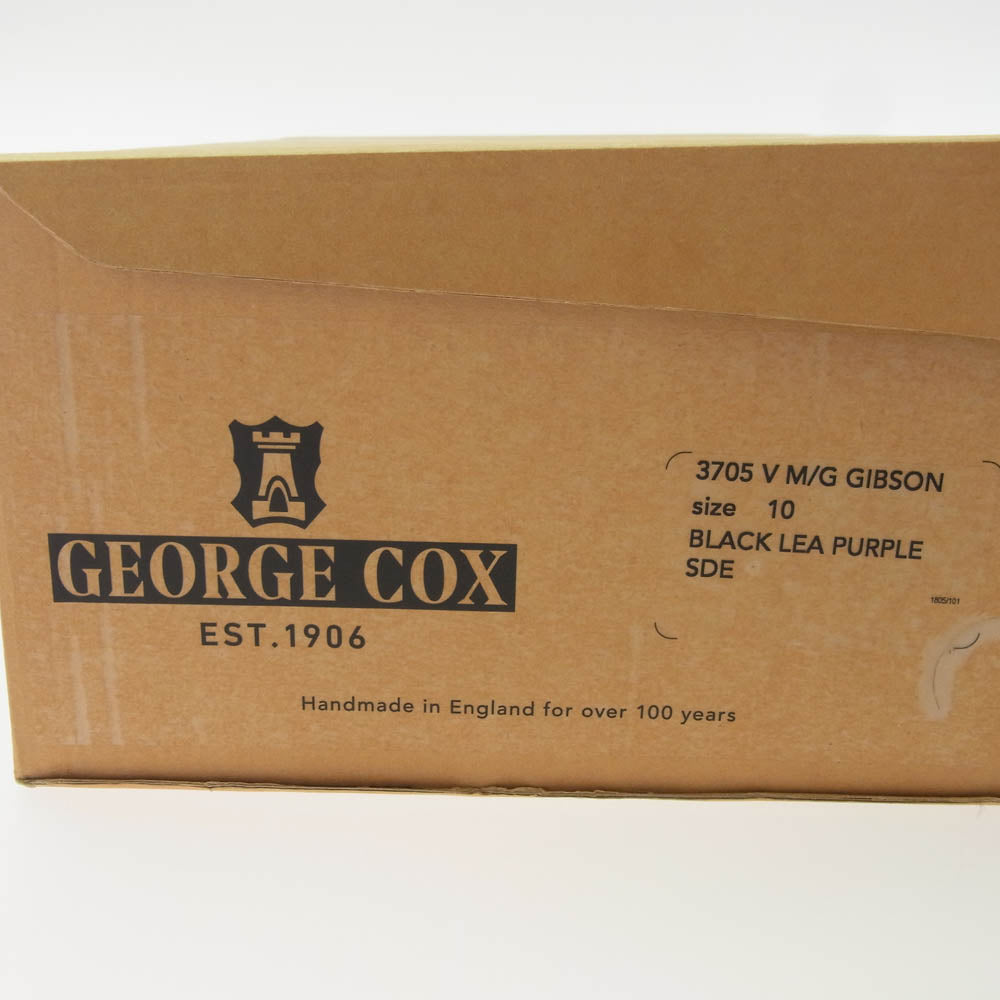 GEORGE COX
EST.1906
Handmade in England for over 100 years
3705 V M/G GIBSON
size 10
BLACK LEA PURPLE
SDE
1805/101